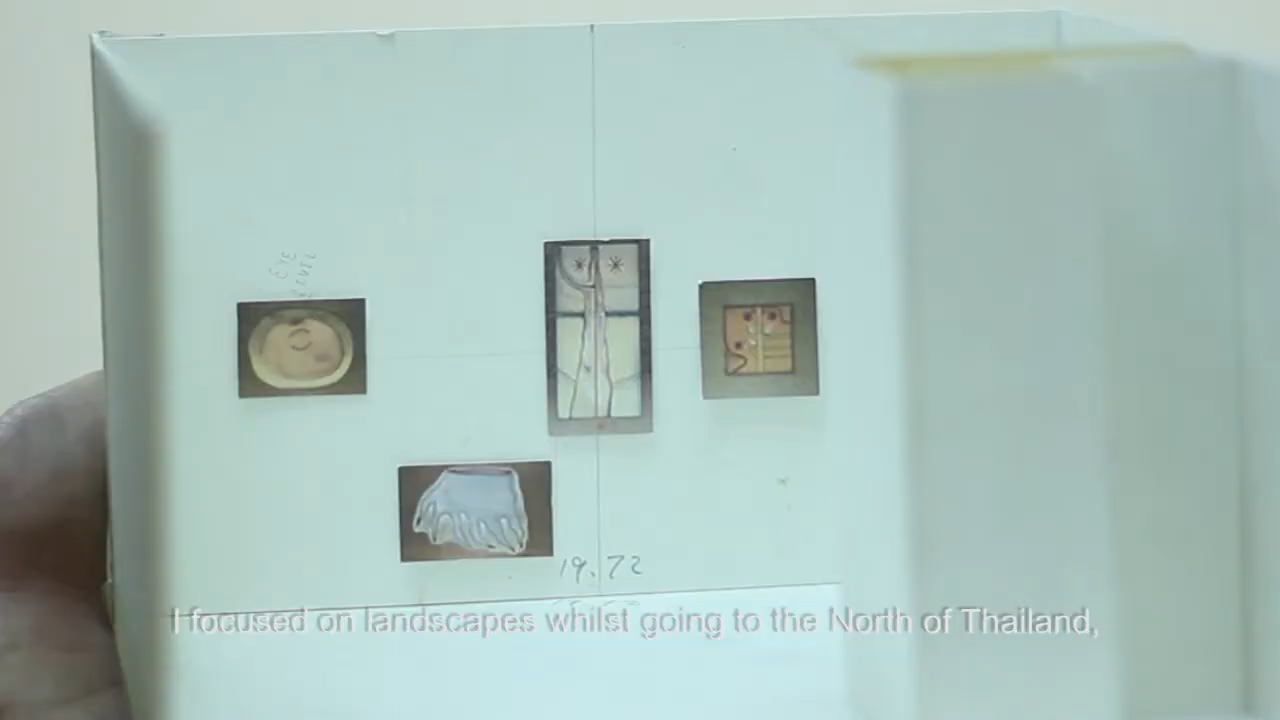 19.72
I focused on landscapes whilst going to the North of Thailand,